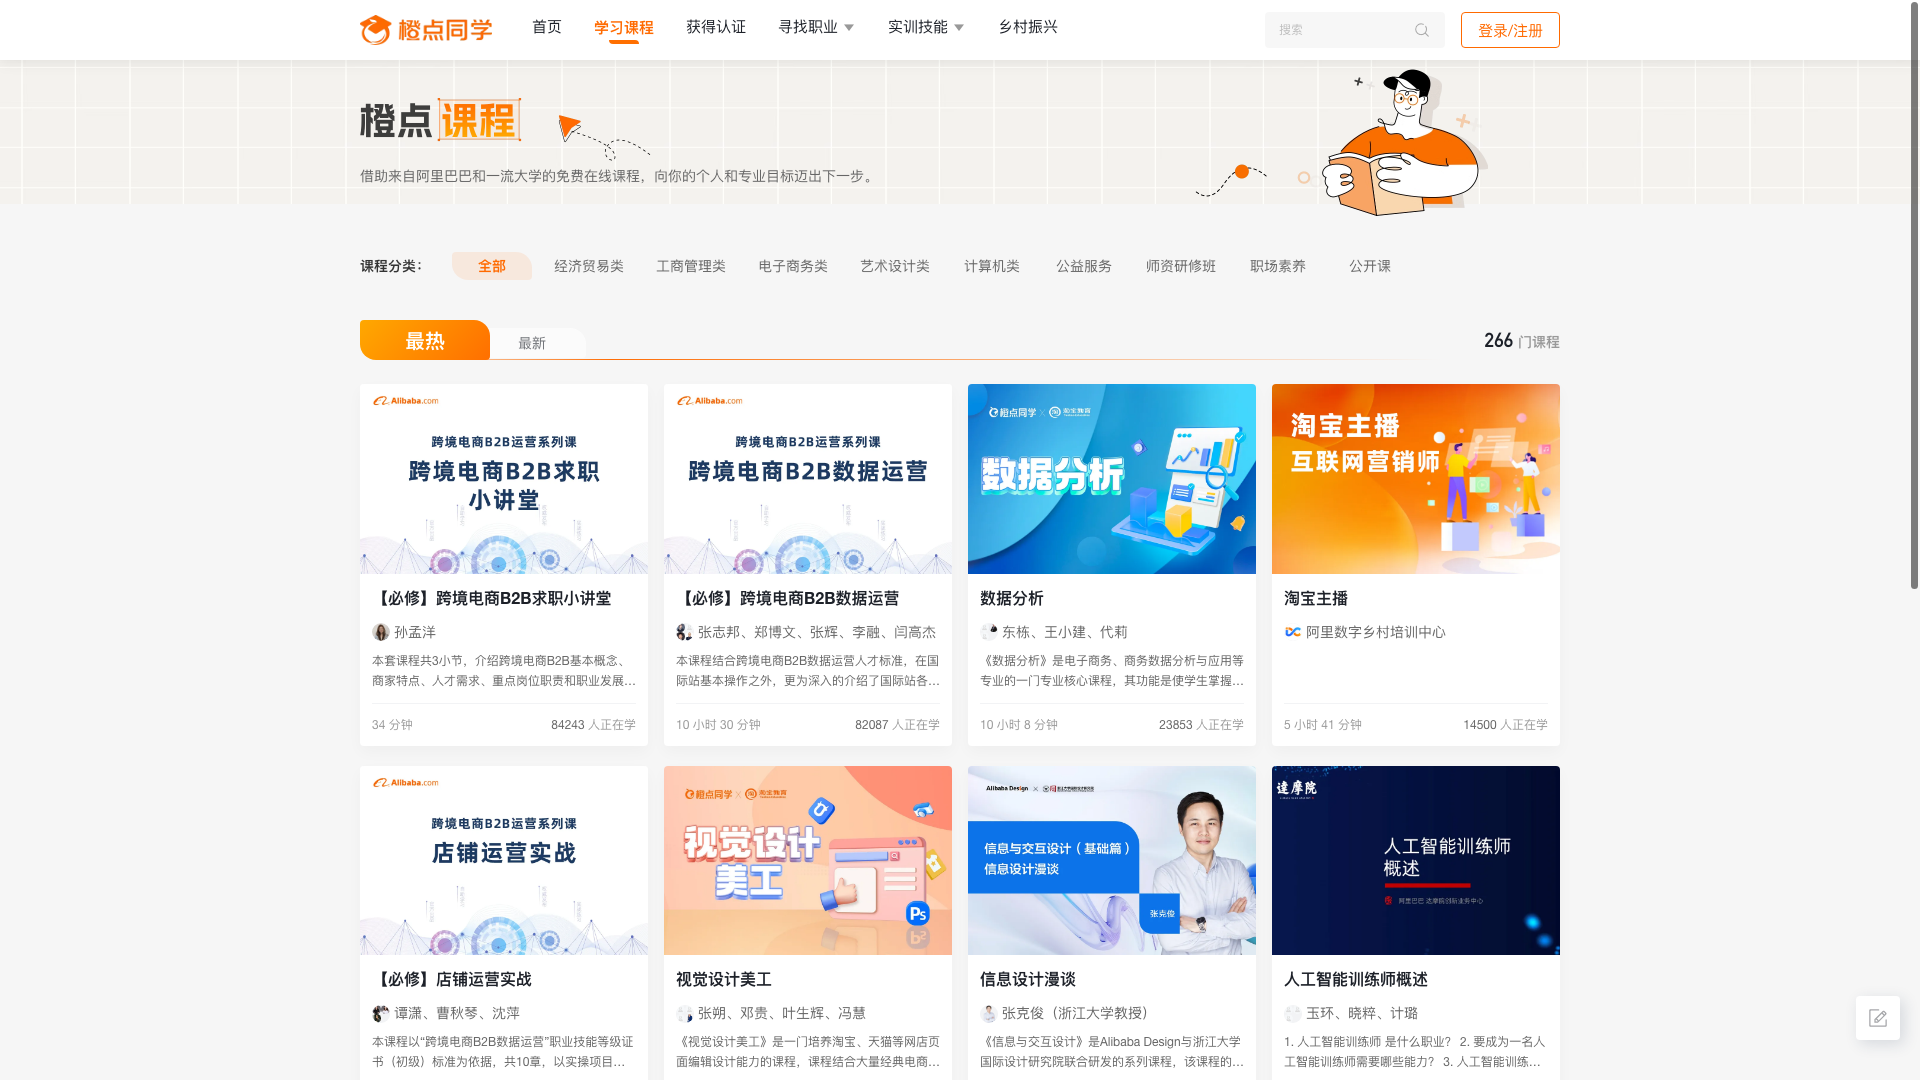 橙点同学
首页
学习课程
获得认证
寻找职业
实训技能
乡村振兴
搜索
登录/注册
橙点 课程
借助来自阿里巴巴和一流大学的免费在线课程，向你的个人和专业目标迈出下一步。
课程分类：
全部
经济贸易类
工商管理类
电子商务类
艺术设计类
计算机类
公益服务
师资研修班
职场素养
公开课
最热
最新
266 门课程
Alibaba.com
跨境电商B2B运营系列课
跨境电商B2B求职
小讲堂
【必修】跨境电商B2B求职小讲堂
孙孟洋
本套课程共3小节，介绍跨境电商B2B基本概念、
商家特点、人才需求、重点岗位职责和职业发展...
34 分钟
84243 人正在学
Alibaba.com
跨境电商B2B运营系列课
跨境电商B2B数据运营
【必修】跨境电商B2B数据运营
张志邦、郑博文、张辉、李融、闫高杰
本课程结合跨境电商B2B数据运营人才标准，在国
际站基本操作之外，更为深入的介绍了国际站各...
10 小时 30 分钟
82087 人正在学
橙点同学 × 淘宝教育
数据分析
数据分析
东栋、王小建、代莉
《数据分析》是电子商务、商务数据分析与应用等
专业的一门专业核心课程，其功能是使学生掌握...
10 小时 8 分钟
23853 人正在学
淘宝主播
互联网营销师
淘宝主播
阿里数字乡村培训中心
5 小时 41 分钟
14500 人正在学
Alibaba.com
跨境电商B2B运营系列课
店铺运营实战
【必修】店铺运营实战
谭潇、曹秋琴、沈萍
本课程以“跨境电商B2B数据运营”职业技能等级证
书（初级）标准为依据，共10章，以实操项目...
橙点同学 × 淘宝教育
视觉设计
美工
Ps
视觉设计美工
张朔、邓贵、叶生辉、冯慧
《视觉设计美工》是一门培养淘宝、天猫等网店页
面编辑设计能力的课程，课程结合大量经典电商...
Alibaba Design ×
信息与交互设计（基础篇）
信息设计漫谈
张克俊
信息设计漫谈
张克俊（浙江大学教授）
《信息与交互设计》是Alibaba Design与浙江大学
国际设计研究院联合研发的系列课程，该课程的...
達摩院
人工智能训练师
概述
阿里巴巴 达摩院创新业务中心
人工智能训练师概述
玉环、晓粹、计璐
1. 人工智能训练师 是什么职业？ 2. 要成为一名人
工智能训练师需要哪些能力？ 3. 人工智能训练...